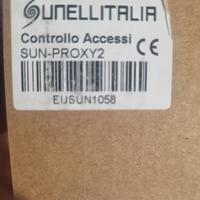 SUNELLITALIA
Controllo Accessi
SUN-PROXY2
CE
EUSUN1058